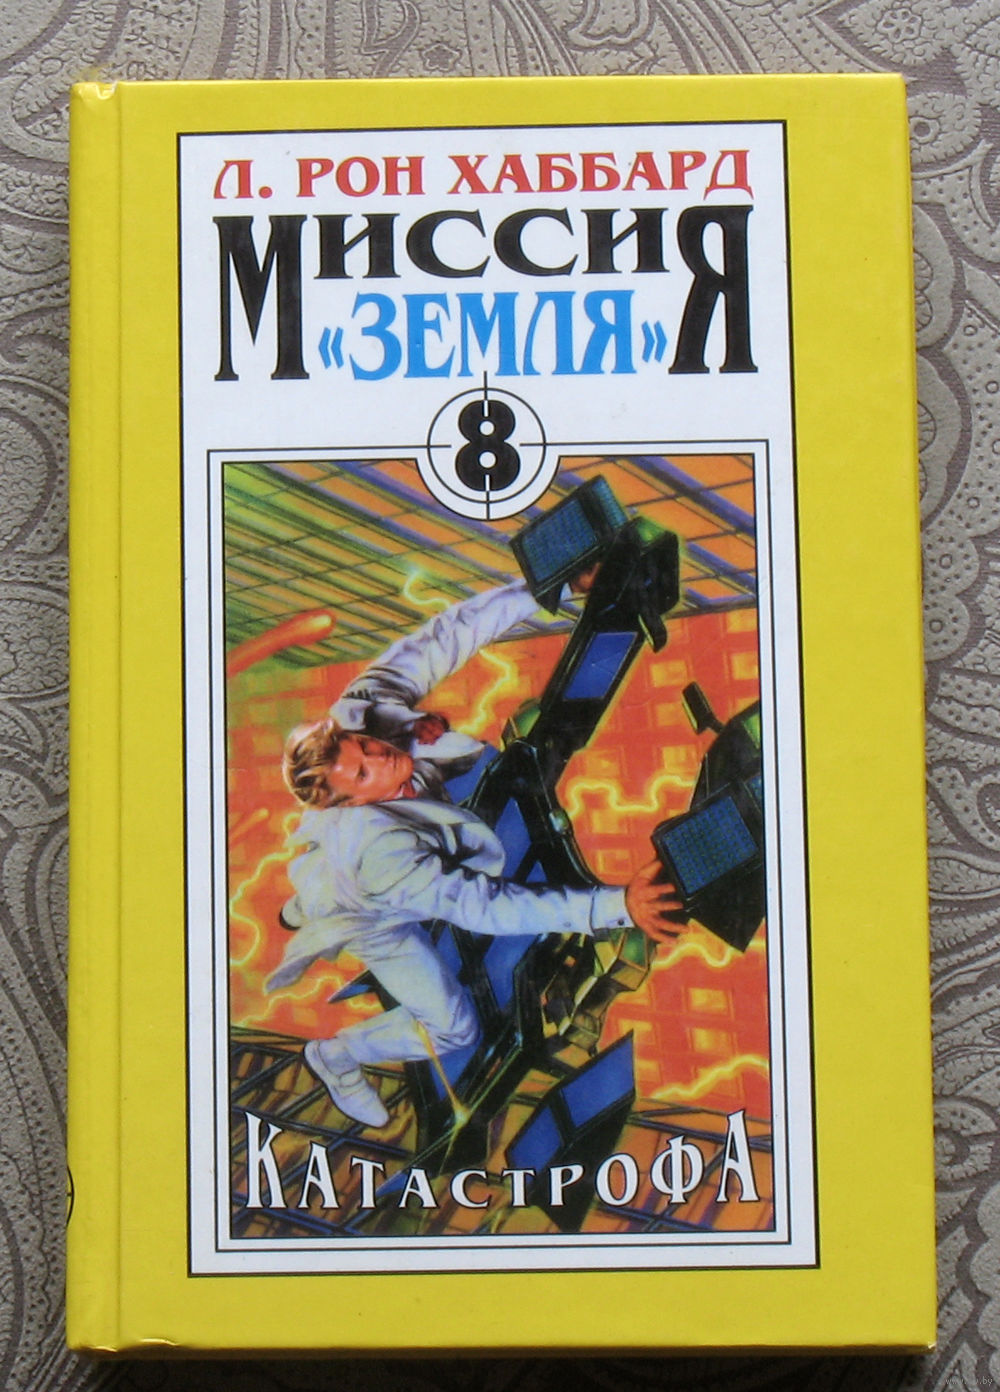 Л. РОН ХАББАРД
МИССИЯ
«ЗЕМЛЯ»
8
КАТАСТРОФА